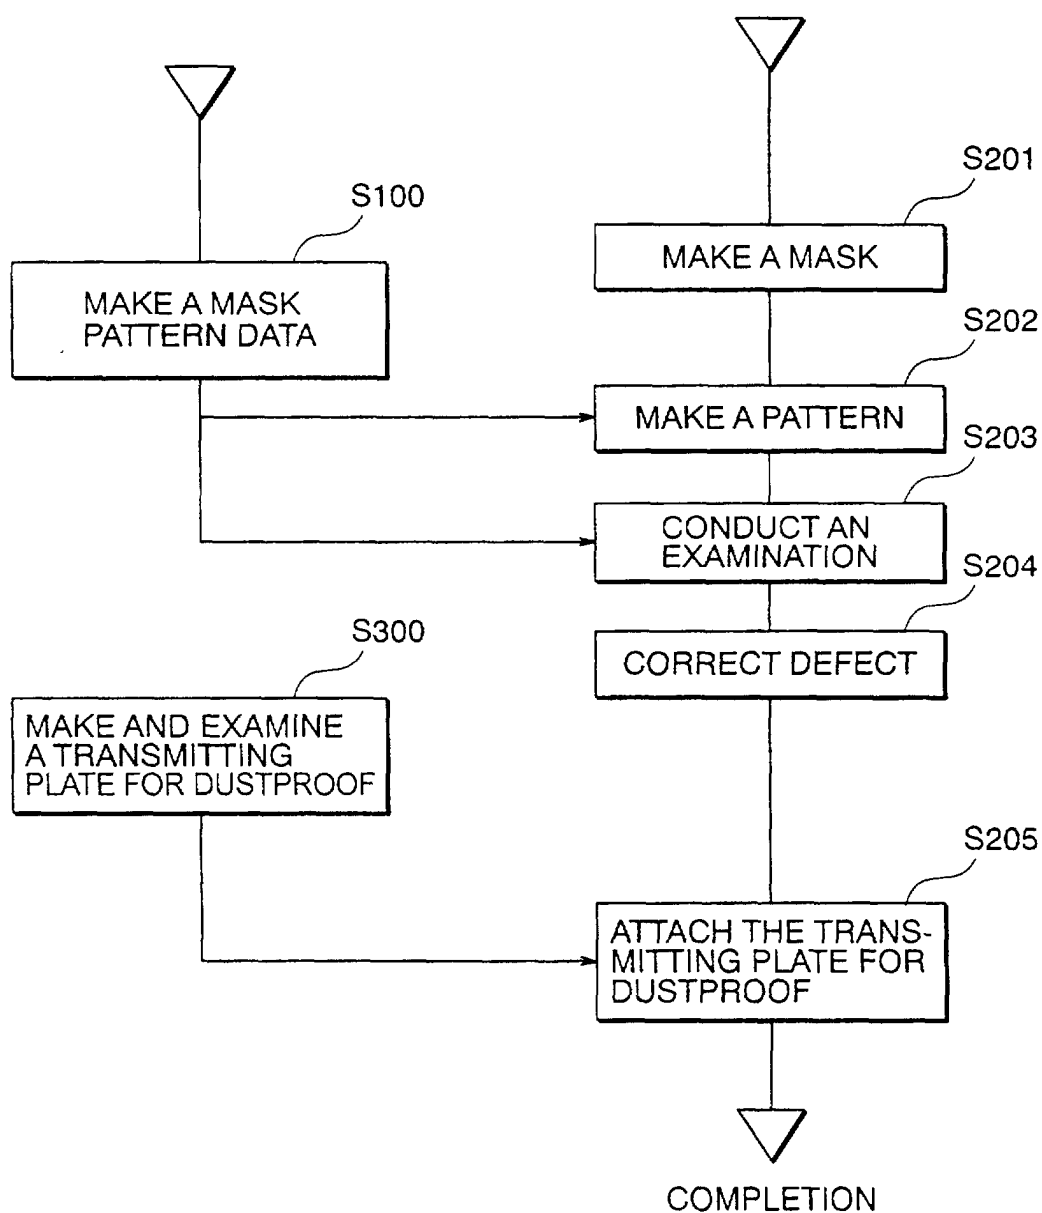 S201
S100
MAKE A MASK
MAKE A MASK
PATTERN DATA
S202
MAKE A PATTERN
S203
CONDUCT AN
EXAMINATION
S204
S300
CORRECT DEFECT
MAKE AND EXAMINE
A TRANSMITTING
PLATE FOR DUSTPROOF
S205
ATTACH THE TRANS-
MITTING PLATE FOR
DUSTPROOF
COMPLETION